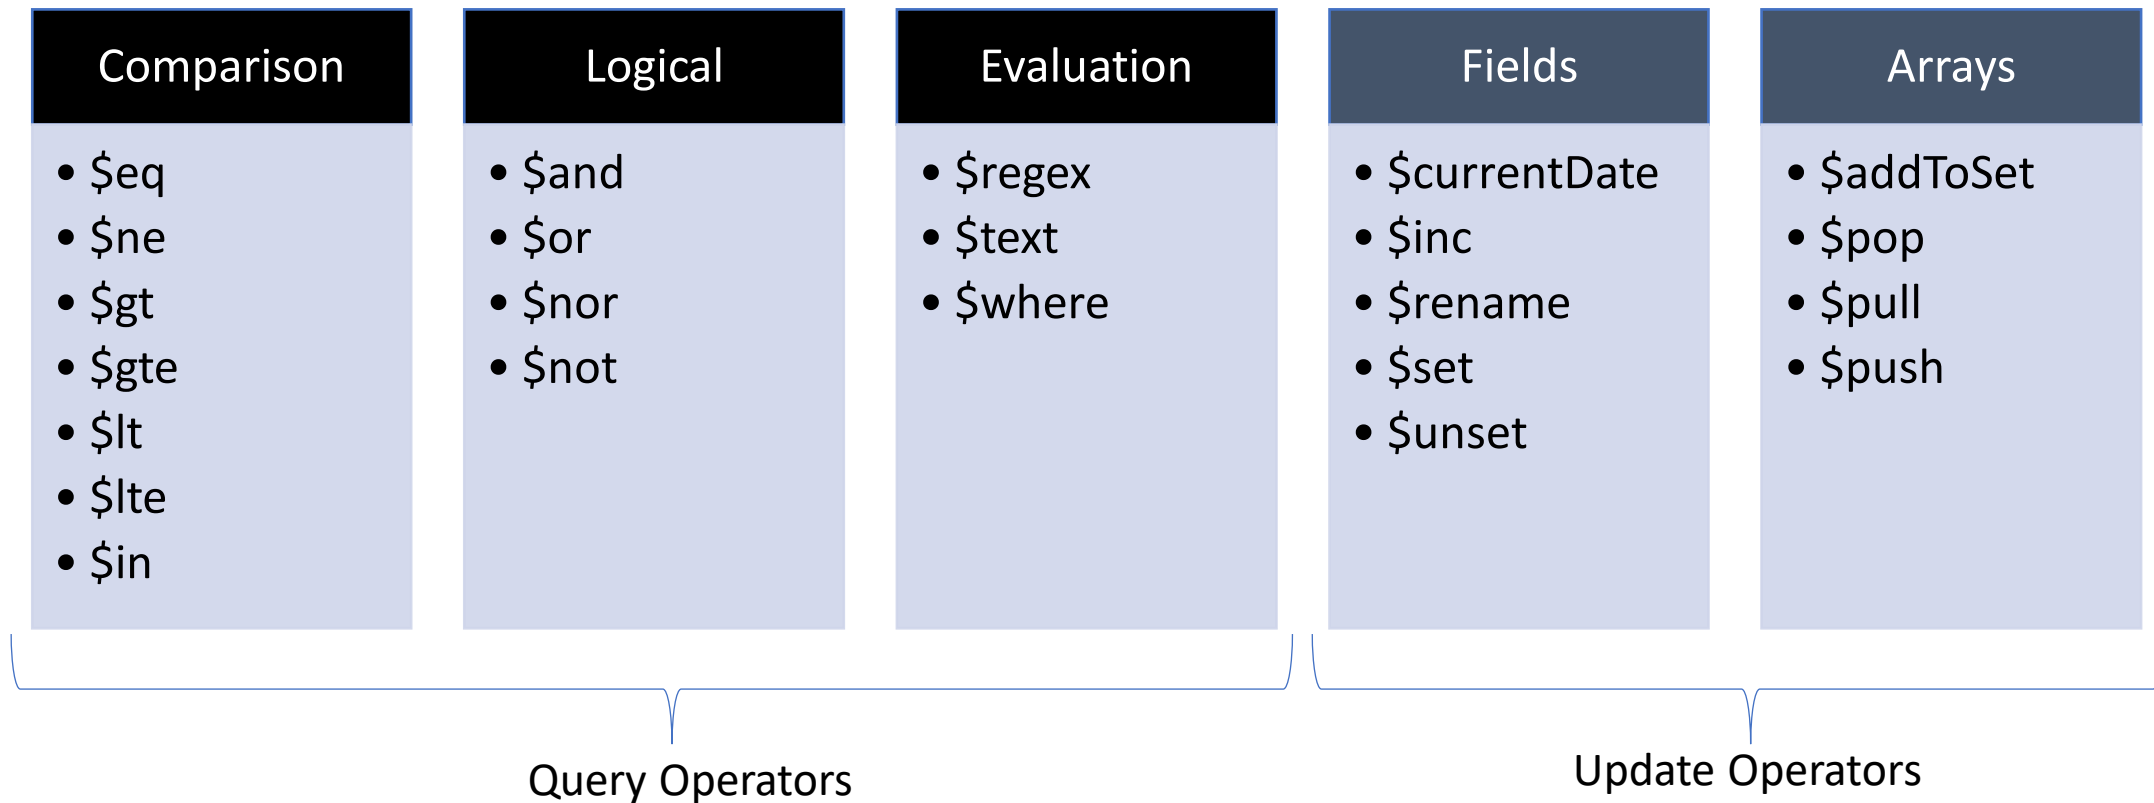 Comparison
• $eq
• $ne
• $gt
• $gte
• $lt
• $lte
• $in
Logical
• $and
• $or
• $nor
• $not
Evaluation
• $regex
• $text
• $where
Fields
• $currentDate
• $inc
• $rename
• $set
• $unset
Arrays
• $addToSet
• $pop
• $pull
• $push
Query Operators
Update Operators